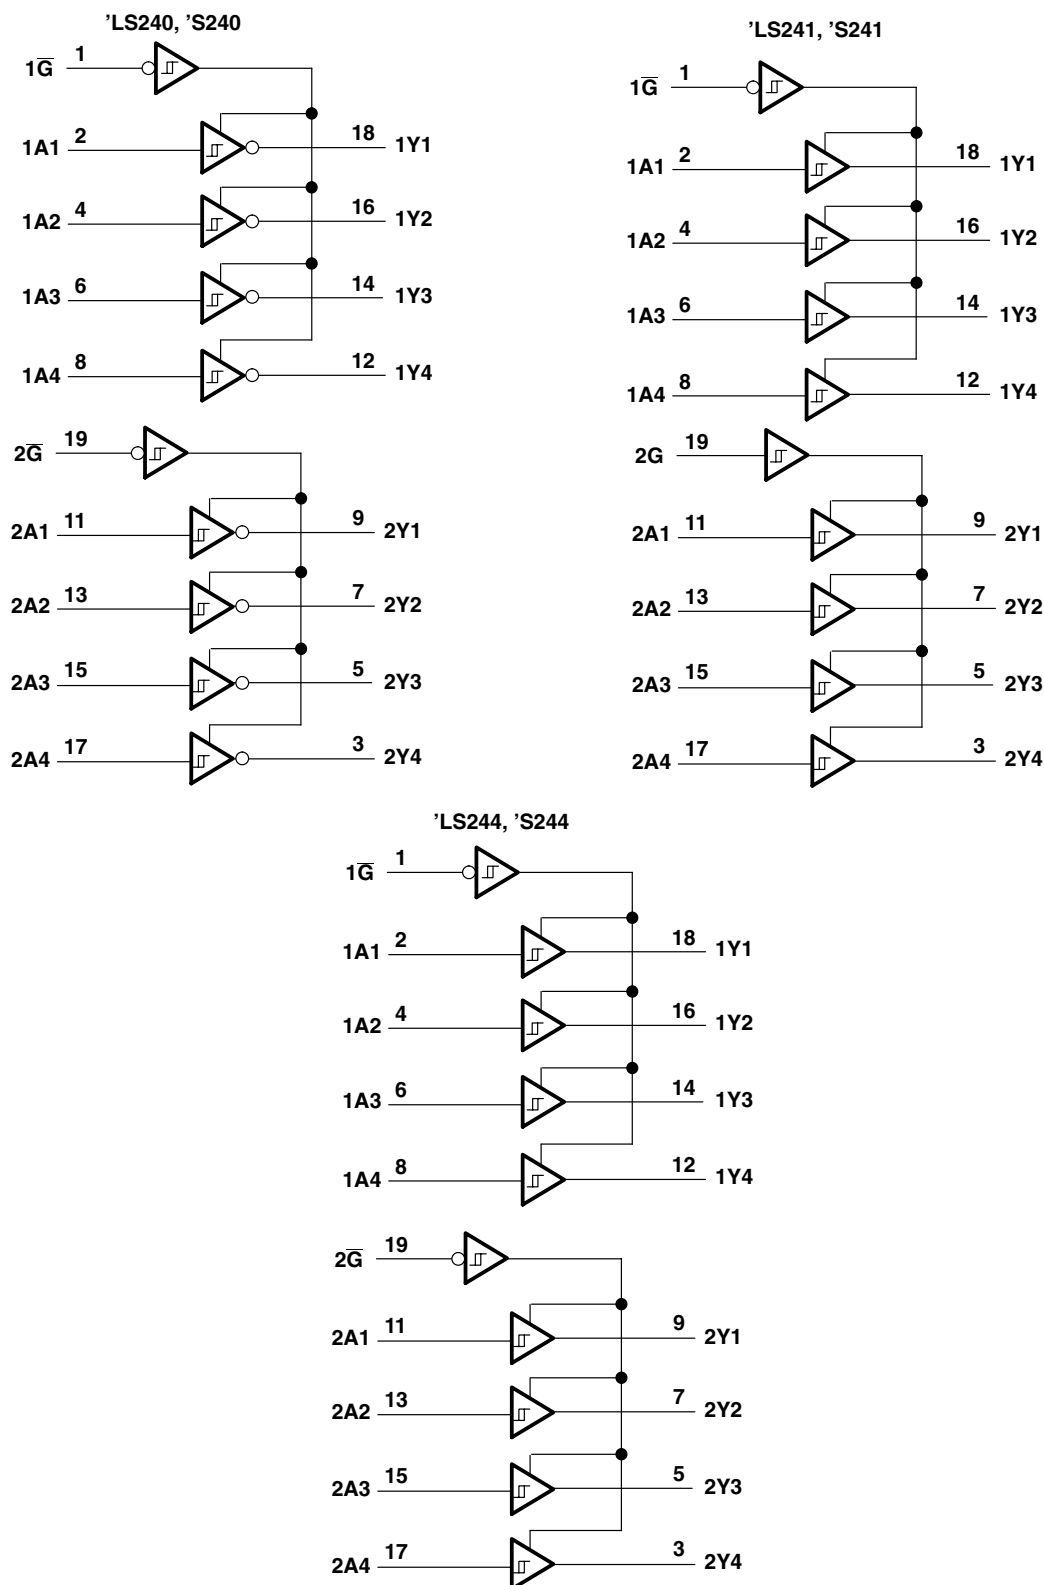 ’LS240, ’S240
1G̅ 1
1A1 2 18 1Y1
1A2 4 16 1Y2
1A3 6 14 1Y3
1A4 8 12 1Y4
2G̅ 19
2A1 11 9 2Y1
2A2 13 7 2Y2
2A3 15 5 2Y3
2A4 17 3 2Y4
’LS241, ’S241
1G̅ 1
1A1 2 18 1Y1
1A2 4 16 1Y2
1A3 6 14 1Y3
1A4 8 12 1Y4
2G 19
2A1 11 9 2Y1
2A2 13 7 2Y2
2A3 15 5 2Y3
2A4 17 3 2Y4
’LS244, ’S244
1G̅ 1
1A1 2 18 1Y1
1A2 4 16 1Y2
1A3 6 14 1Y3
1A4 8 12 1Y4
2G̅ 19
2A1 11 9 2Y1
2A2 13 7 2Y2
2A3 15 5 2Y3
2A4 17 3 2Y4